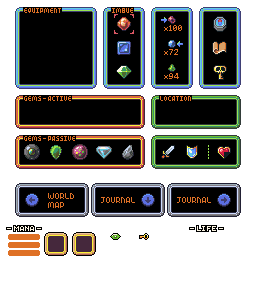 EQUIPMENT
IMBUE
x100
x72
x94
GEMS-ACTIVE
LOCATION
GEMS-PASSIVE
WORLD
MAP
JOURNAL
JOURNAL
-MANA-
-LIFE-